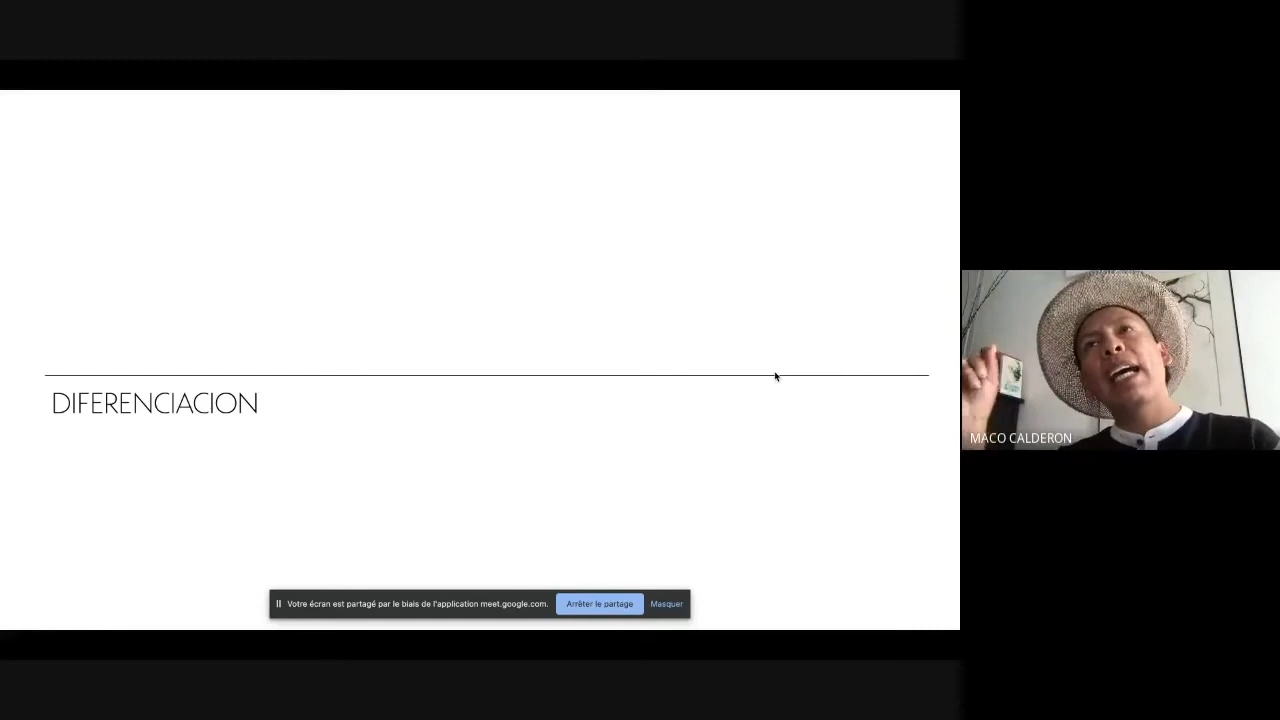 DIFERENCIACION
MACO CALDERON
Votre écran est partagé par le biais de l'application meet.google.com. Arrêter le partage Masquer